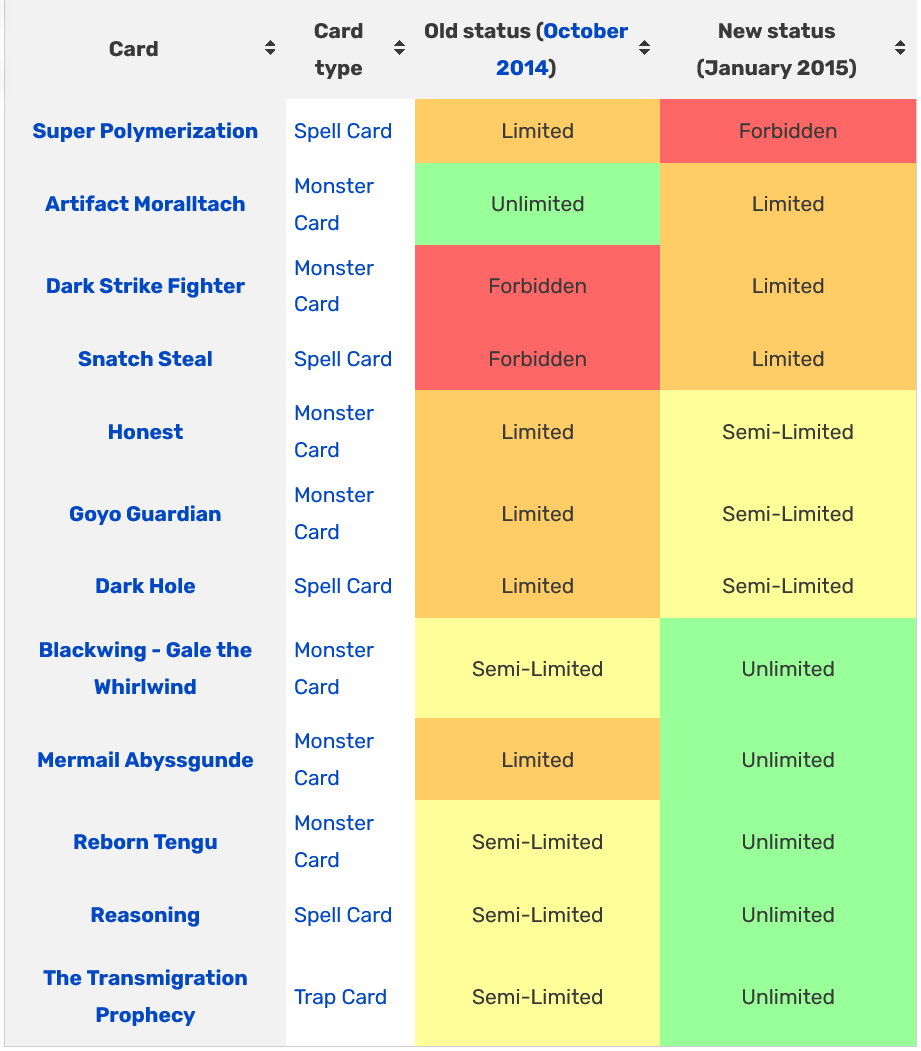 Card
Card
type
Old status (October
2014)
New status
(January 2015)
Super Polymerization
Spell Card
Limited
Forbidden
Artifact Moralltach
Monster
Card
Unlimited
Limited
Dark Strike Fighter
Monster
Card
Forbidden
Limited
Snatch Steal
Spell Card
Forbidden
Limited
Honest
Monster
Card
Limited
Semi-Limited
Goyo Guardian
Monster
Card
Limited
Semi-Limited
Dark Hole
Spell Card
Limited
Semi-Limited
Blackwing - Gale the
Whirlwind
Monster
Card
Semi-Limited
Unlimited
Mermail Abyssgunde
Monster
Card
Limited
Unlimited
Reborn Tengu
Monster
Card
Semi-Limited
Unlimited
Reasoning
Spell Card
Semi-Limited
Unlimited
The Transmigration
Prophecy
Trap Card
Semi-Limited
Unlimited